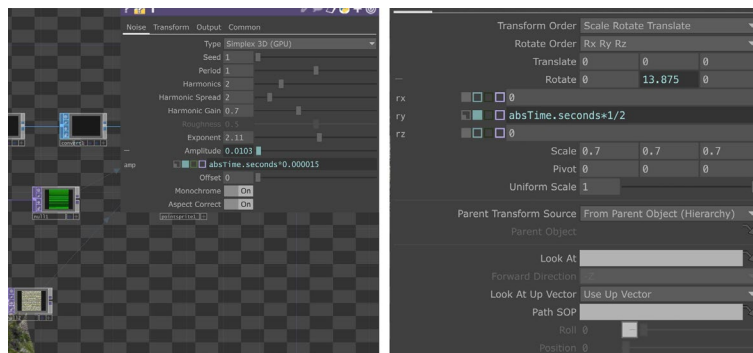 Noise Transform Output Common
Type Simplex 3D (GPU)
Seed 1
Period 1
Harmonics 2
Harmonic Spread 2
Harmonic Gain 0.7
Roughness 0.5
Exponent 2.11
Amplitude 0.0103
amp absTime.seconds*0.000015
Offset 0
Monochrome On
Aspect Correct On
convert1
null1
pointsprite1
Transform Order Scale Rotate Translate
Rotate Order Rx Ry Rz
Translate 0 0 0
Rotate 0 13.875 0
rx 0
ry absTime.seconds*1/2
rz 0
Scale 0.7 0.7 0.7
Pivot 0 0 0
Uniform Scale 1
Parent Transform Source From Parent Object (Hierarchy)
Parent Object
Look At
Forward Direction -Z
Look At Up Vector Use Up Vector
Path SOP
Roll 0
Position 0